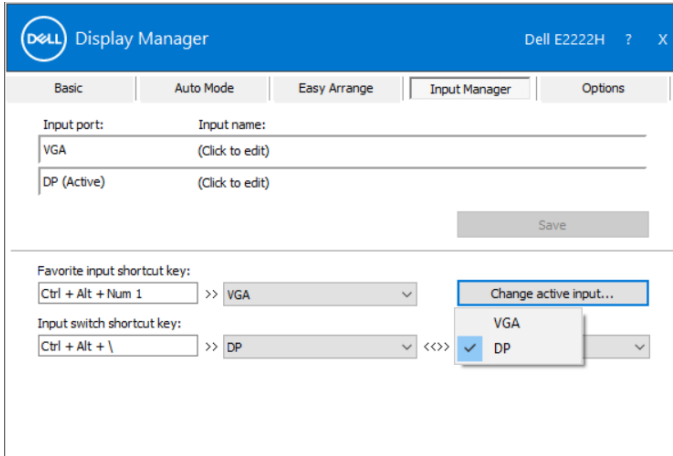 DELL Display Manager Dell E2222H ? X
Basic Auto Mode Easy Arrange Input Manager Options
Input port: Input name:
VGA (Click to edit)
DP (Active) (Click to edit)
Save
Favorite input shortcut key:
Ctrl + Alt + Num 1 >> VGA Change active input...
Input switch shortcut key:
VGA
Ctrl + Alt + \ >> DP <<>> DP